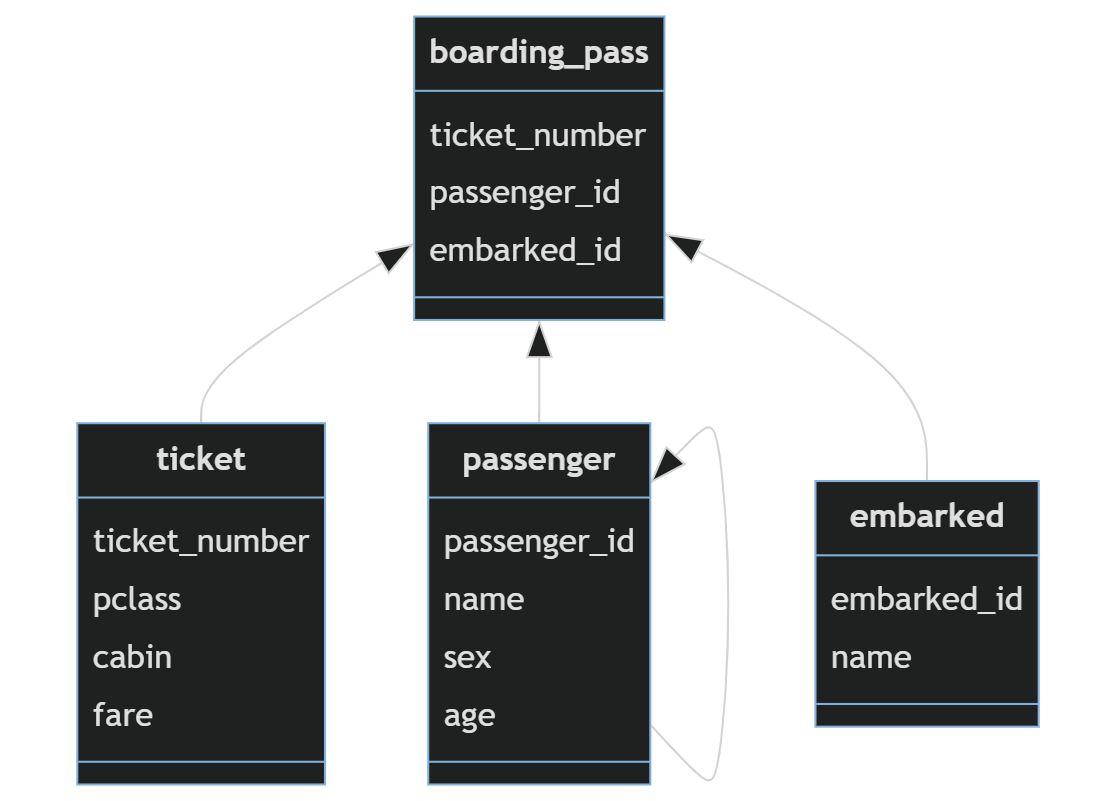 boarding_pass
ticket_number
passenger_id
embarked_id
ticket
ticket_number
pclass
cabin
fare
passenger
passenger_id
name
sex
age
embarked
embarked_id
name